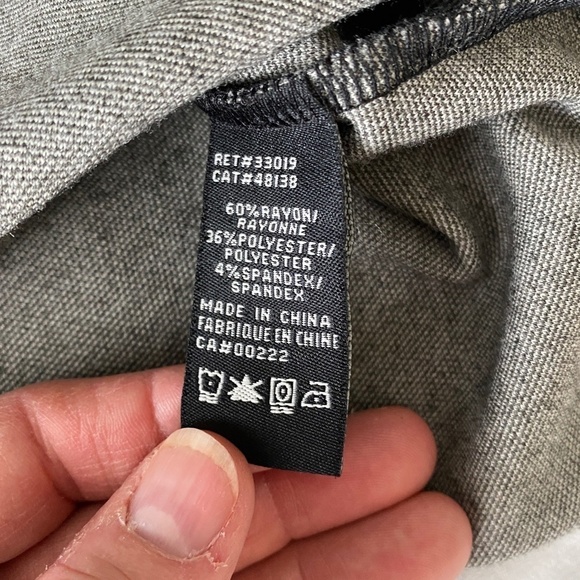 RET#33019
CAT#48138
60%RAYON/
RAYONNE
36%POLYESTER/
POLYESTER
4%SPANDEX/
SPANDEX
MADE IN CHINA
FABRIQUE EN CHINE
CA#00222